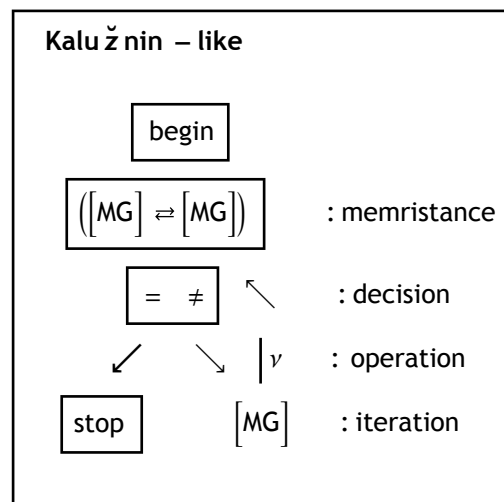 Kalu ž nin – like
begin
([MG] ⇄ [MG]) : memristance
= ≠ ↖ : decision
↙ ↘ | ν : operation
stop [MG] : iteration